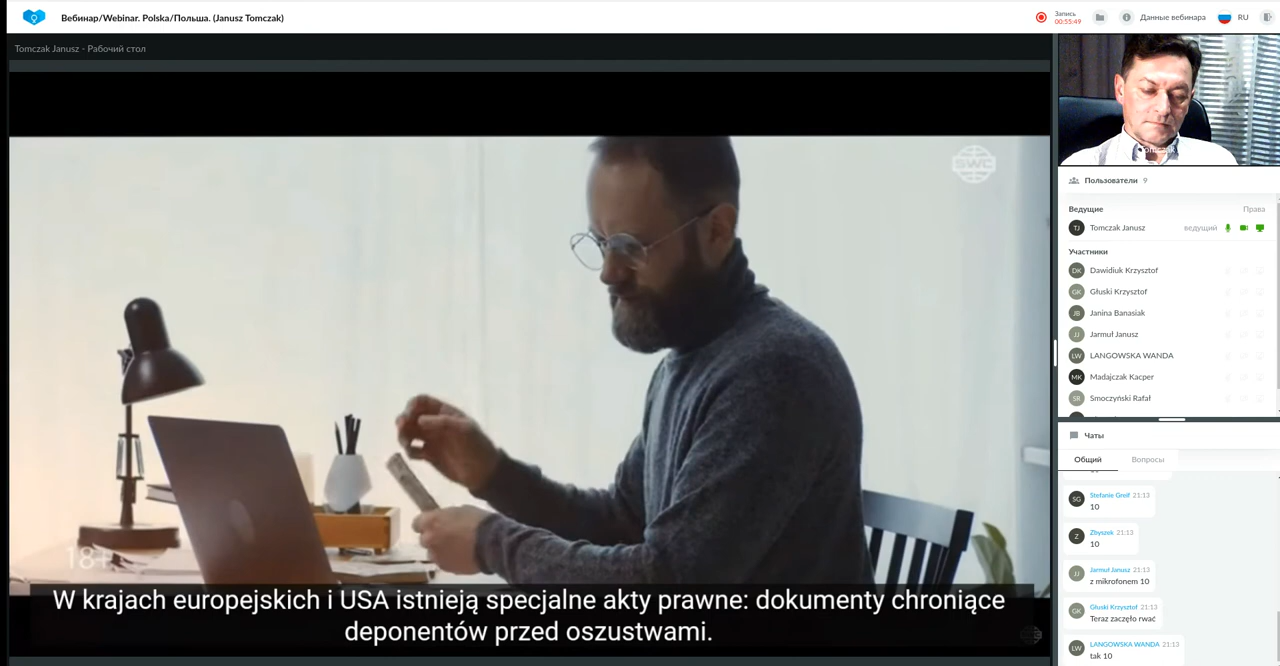 Вебинар/Webinar. Polska/Польша. (Janusz Tomczak)
Запись
00:55:49
Данные вебинара
RU
Tomczak Janusz - Рабочий стол
SWC
18+
W krajach europejskich i USA istnieją specjalne akty prawne: dokumenty chroniące
deponentów przed oszustwami.
Пользователи 9
Ведущие Права
TJ Tomczak Janusz ведущий
Участники
DK Dawidiuk Krzysztof
GK Głuski Krzysztof
JB Janina Banasiak
JJ Jarmuł Janusz
LW LANGOWSKA WANDA
MK Madajczak Kacper
SR Smoczyński Rafał
Чаты
Общий Вопросы
SG Stefanie Greif 21:13
10
Z Zbyszek 21:13
10
JJ Jarmuł Janusz 21:13
z mikrofonem 10
GK Głuski Krzysztof 21:13
Teraz zaczęło rwać
LW LANGOWSKA WANDA 21:13
tak 10